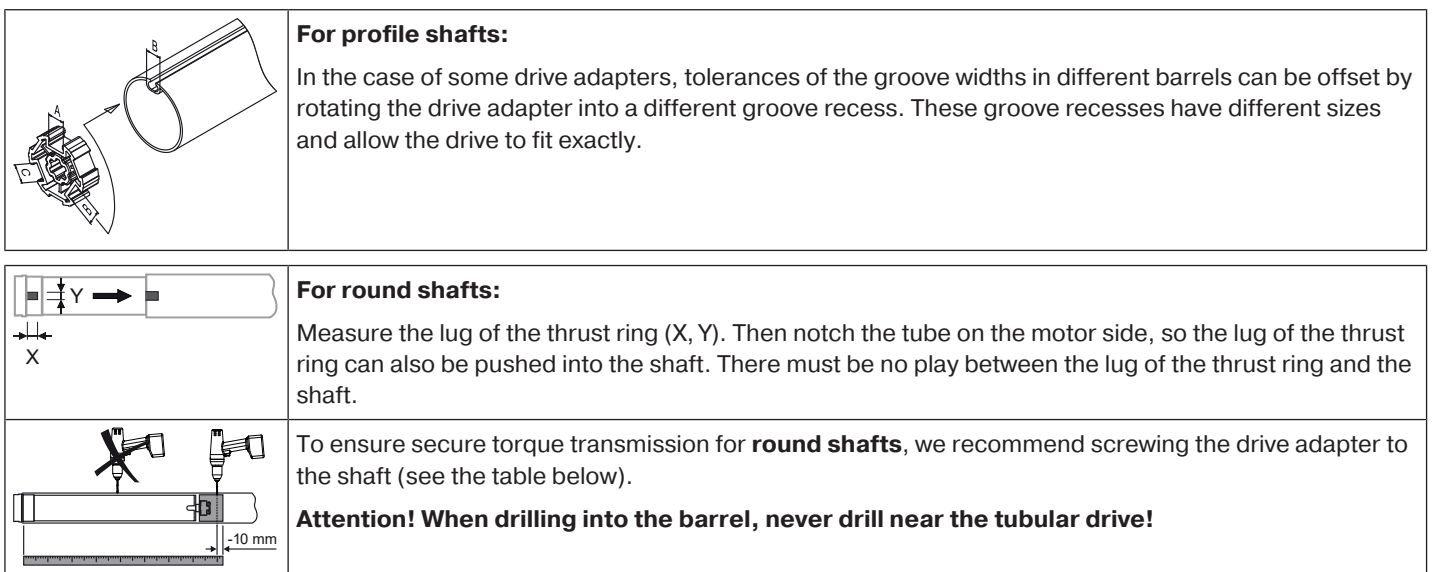 B
A
C
B
For profile shafts:
In the case of some drive adapters, tolerances of the groove widths in different barrels can be offset by
rotating the drive adapter into a different groove recess. These groove recesses have different sizes
and allow the drive to fit exactly.
Y
X
For round shafts:
Measure the lug of the thrust ring (X, Y). Then notch the tube on the motor side, so the lug of the thrust
ring can also be pushed into the shaft. There must be no play between the lug of the thrust ring and the
shaft.
-10 mm
To ensure secure torque transmission for round shafts, we recommend screwing the drive adapter to
the shaft (see the table below).
Attention! When drilling into the barrel, never drill near the tubular drive!